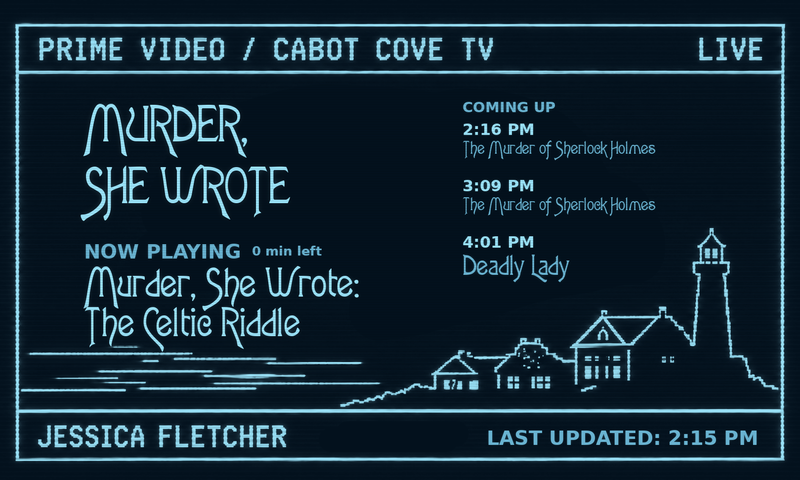 PRIME VIDEO / CABOT COVE TV
LIVE
MURDER,
SHE WROTE
NOW PLAYING 0 min left
Murder, She Wrote:
The Celtic Riddle
COMING UP
2:16 PM
The Murder of Sherlock Holmes
3:09 PM
The Murder of Sherlock Holmes
4:01 PM
Deadly Lady
JESSICA FLETCHER
LAST UPDATED: 2:15 PM